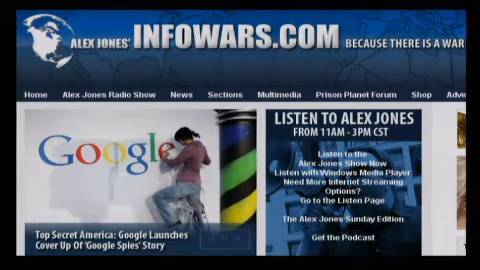 ALEX JONES' INFOWARS.COM BECAUSE THERE IS A WAR
Home Alex Jones Radio Show News Sections Multimedia Prison Planet Forum Shop Adve
Google
Top Secret America: Google Launches
Cover Up Of 'Google Spies' Story
LISTEN TO ALEX JONES
FROM 11AM - 3PM CST
Listen to the
Alex Jones Show Now
Listen with Windows Media Player
Need More Internet Streaming
Options?
Go to the Listen Page
The Alex Jones Sunday Edition
Get the Podcast